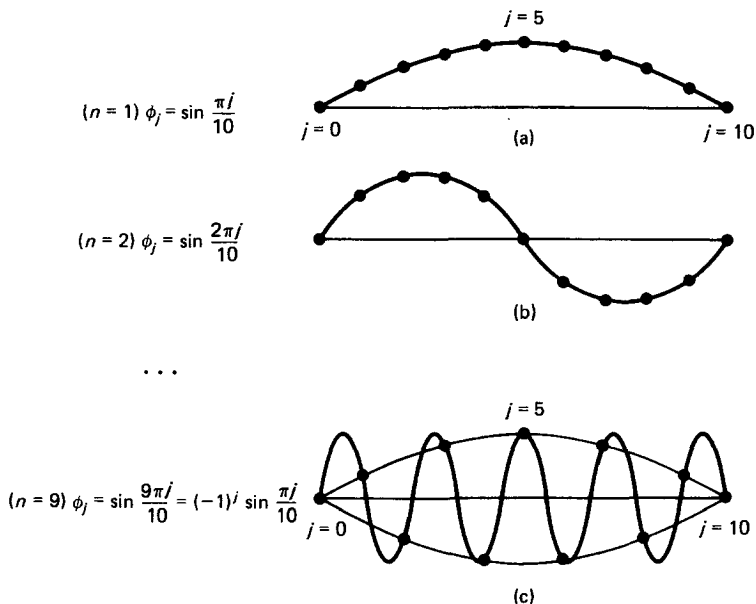 j = 5
(n = 1) ϕ_j = sin πj/10
j = 0
j = 10
(a)
(n = 2) ϕ_j = sin 2πj/10
(b)
. . .
j = 5
(n = 9) ϕ_j = sin 9πj/10 = (-1)^j sin πj/10
j = 0
j = 10
(c)